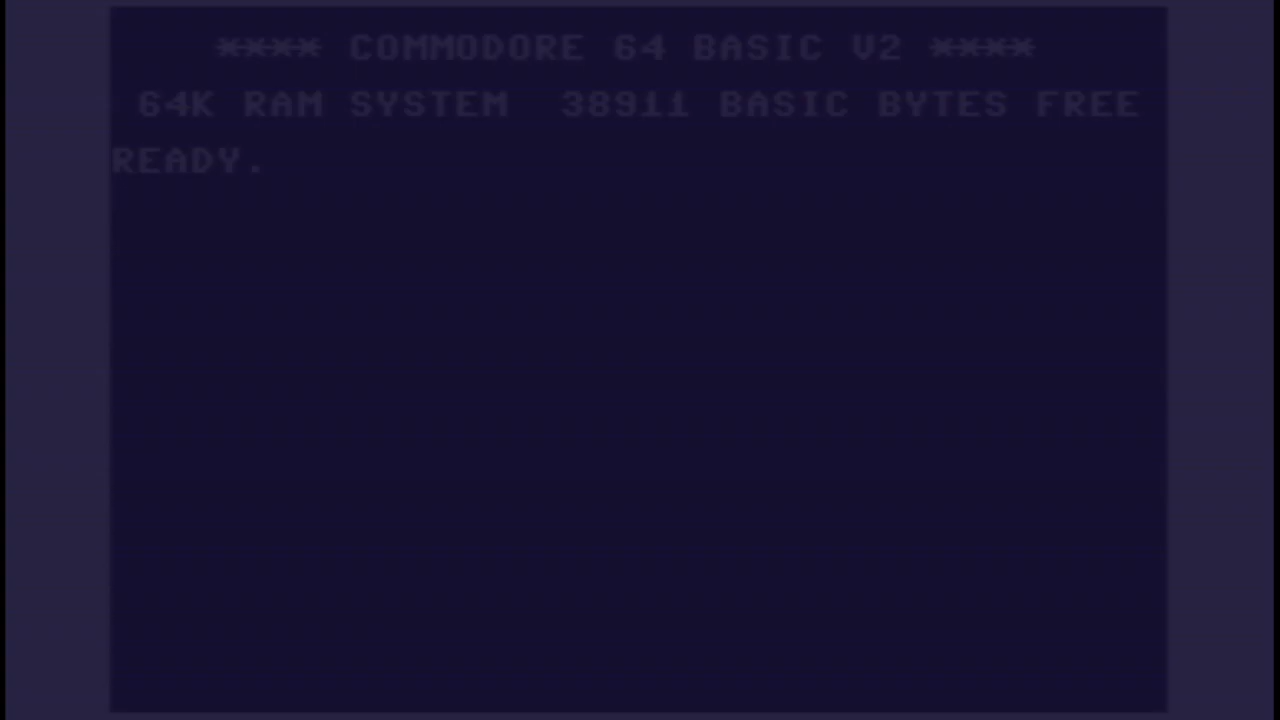 **** COMMODORE 64 BASIC V2 ****
64K RAM SYSTEM  38911 BASIC BYTES FREE
READY.